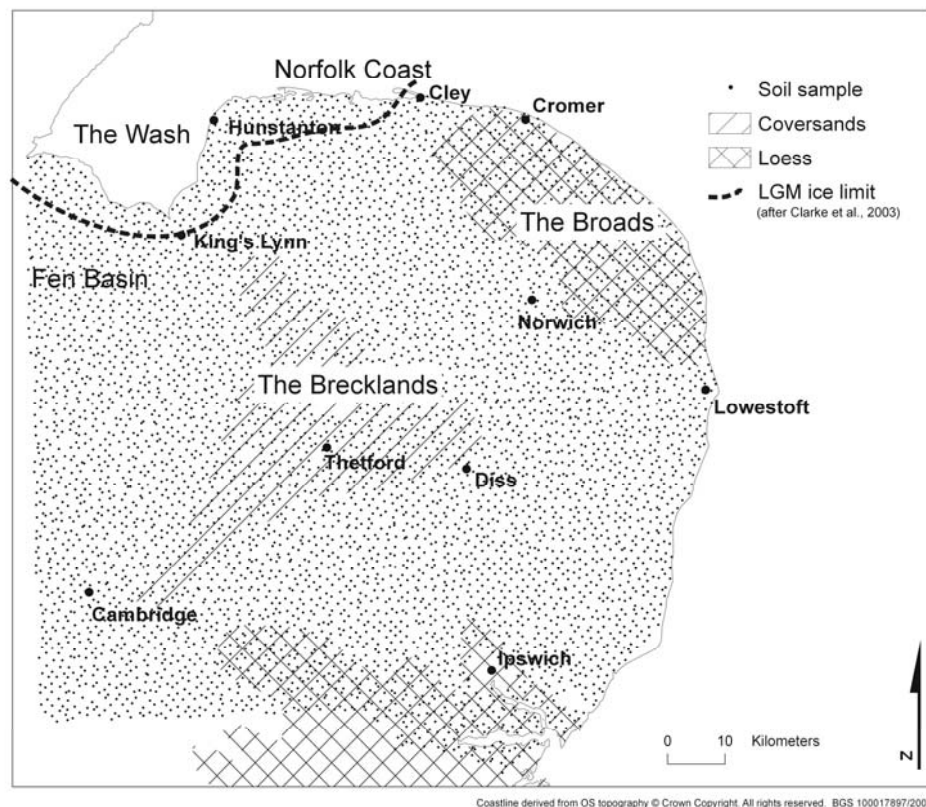 Norfolk Coast
Cley
Cromer
The Wash
Hunstanton
Soil sample
Coversands
Loess
LGM ice limit
(after Clarke et al., 2003)
The Broads
King's Lynn
Fen Basin
Norwich
The Brecklands
Lowestoft
Thetford
Diss
Cambridge
Ipswich
0 10 Kilometers
N
Coastline derived from OS topography © Crown Copyright. All rights reserved. BGS 100017897/200